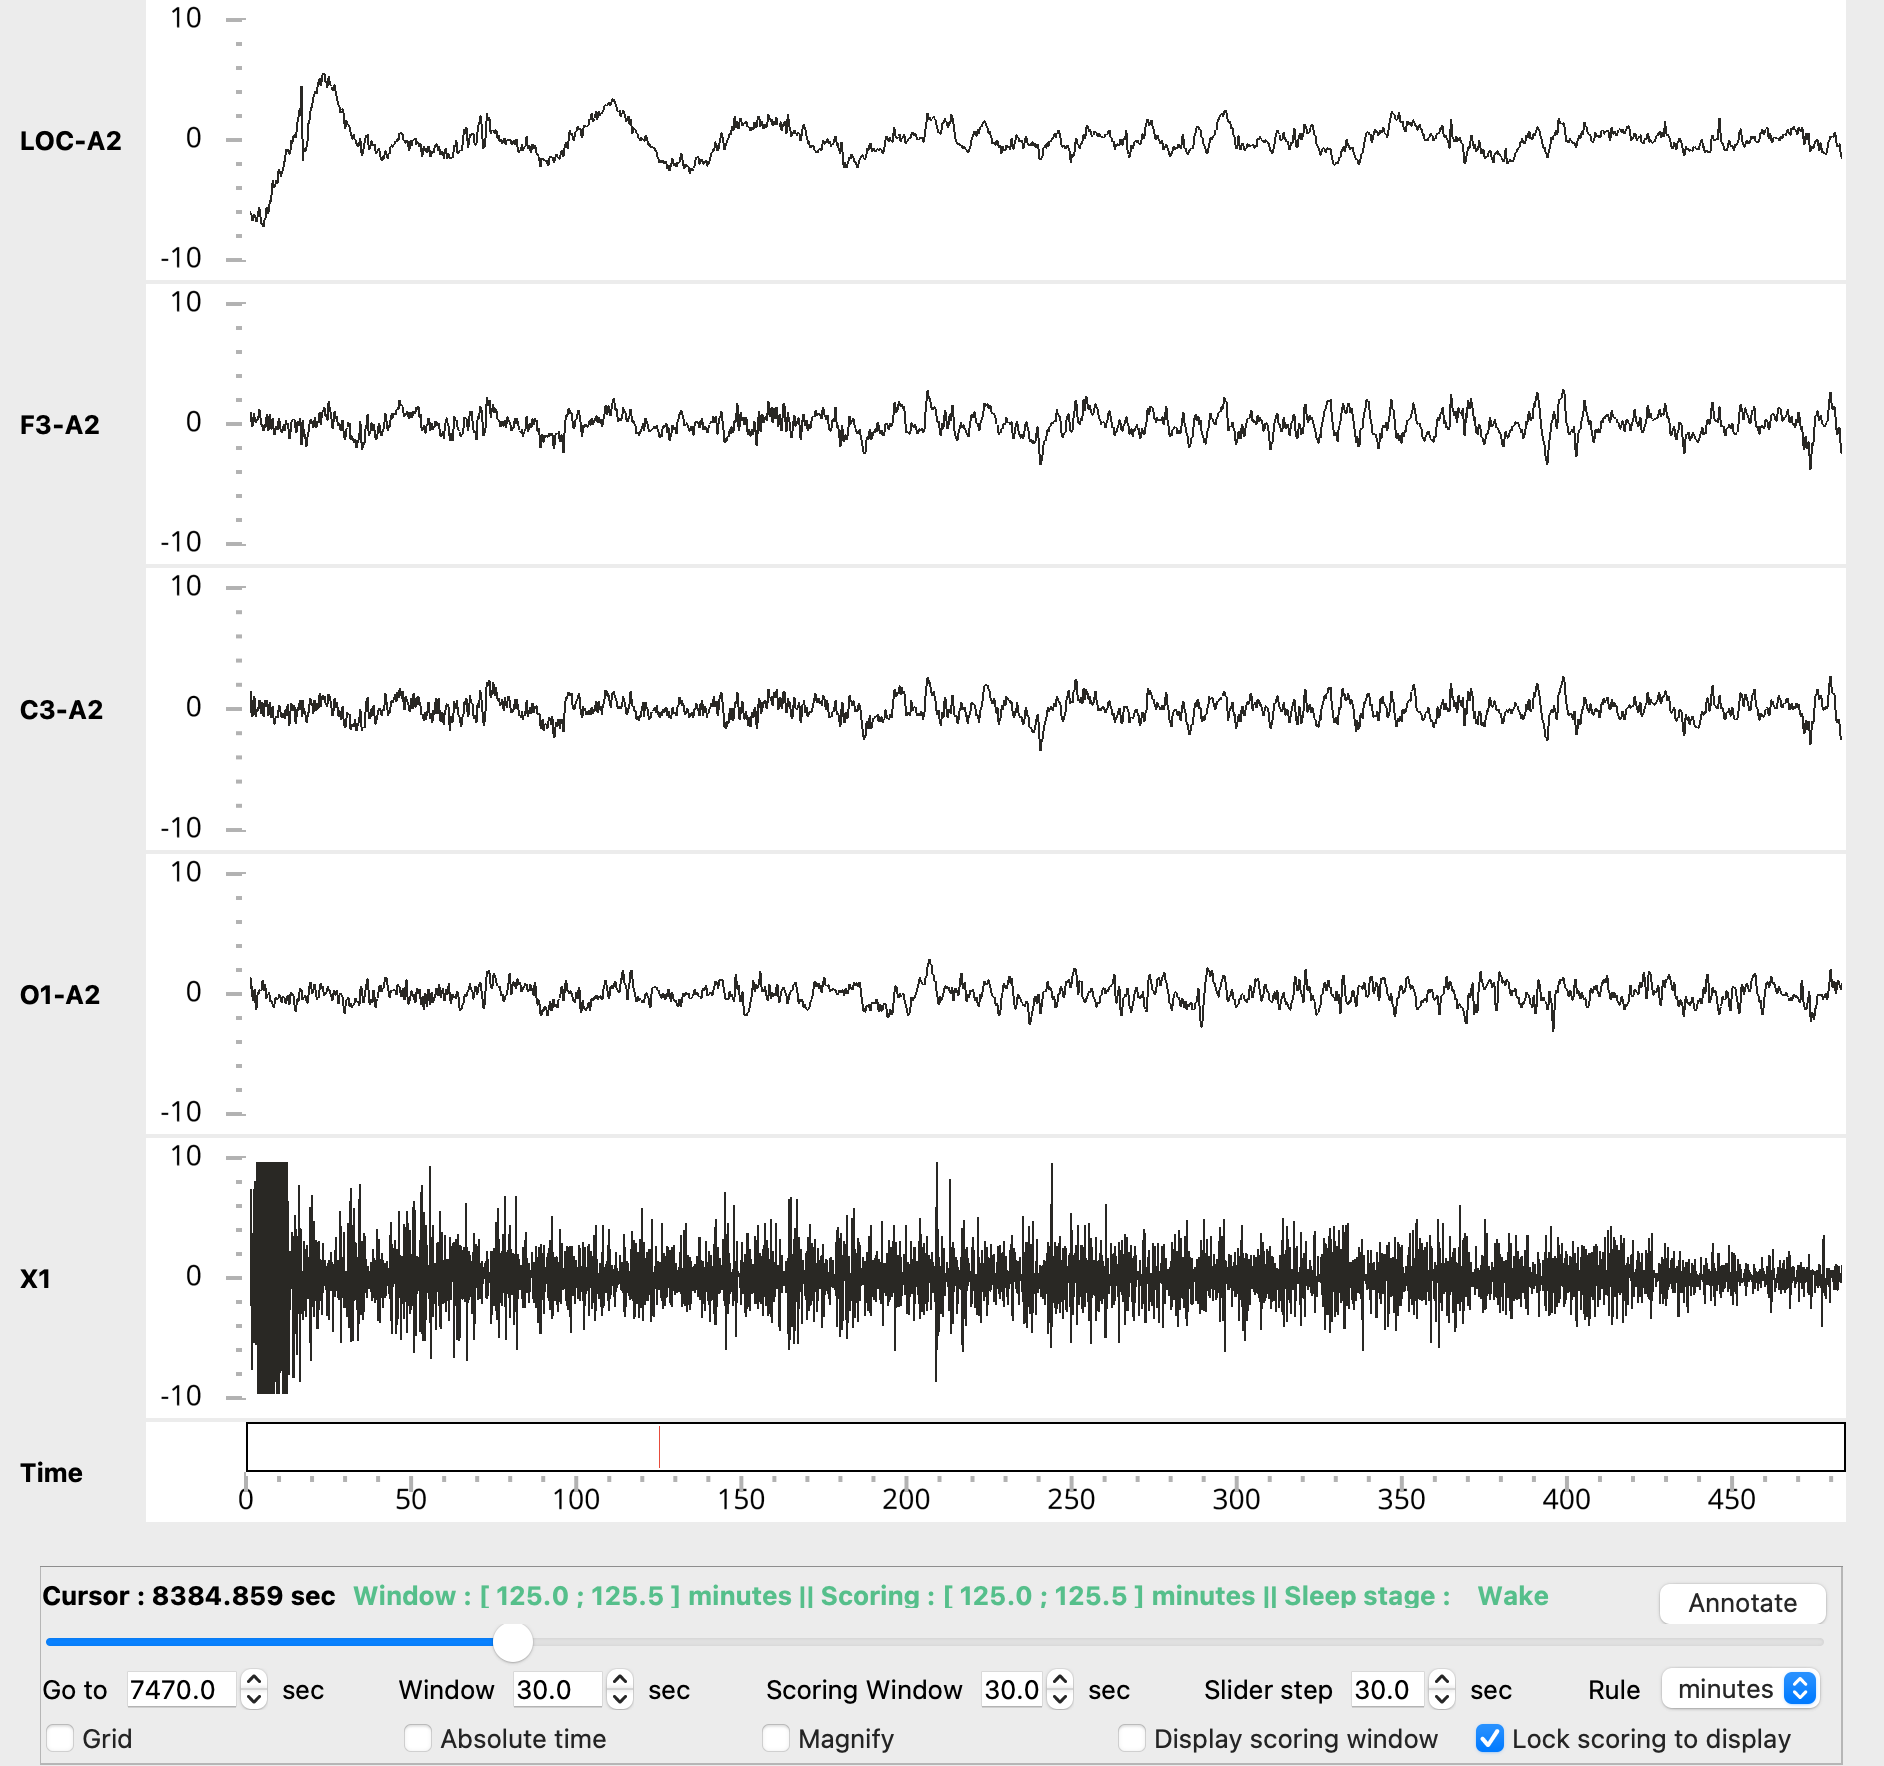 10
LOC-A2
0
-10
10
F3-A2
0
-10
10
C3-A2
0
-10
10
O1-A2
0
-10
10
X1
0
-10
Time
0 50 100 150 200 250 300 350 400 450
Cursor : 8384.859 sec Window : [ 125.0 ; 125.5 ] minutes || Scoring : [ 125.0 ; 125.5 ] minutes || Sleep stage : Wake Annotate
Go to 7470.0 sec Window 30.0 sec Scoring Window 30.0 sec Slider step 30.0 sec Rule minutes
Grid Absolute time Magnify Display scoring window Lock scoring to display